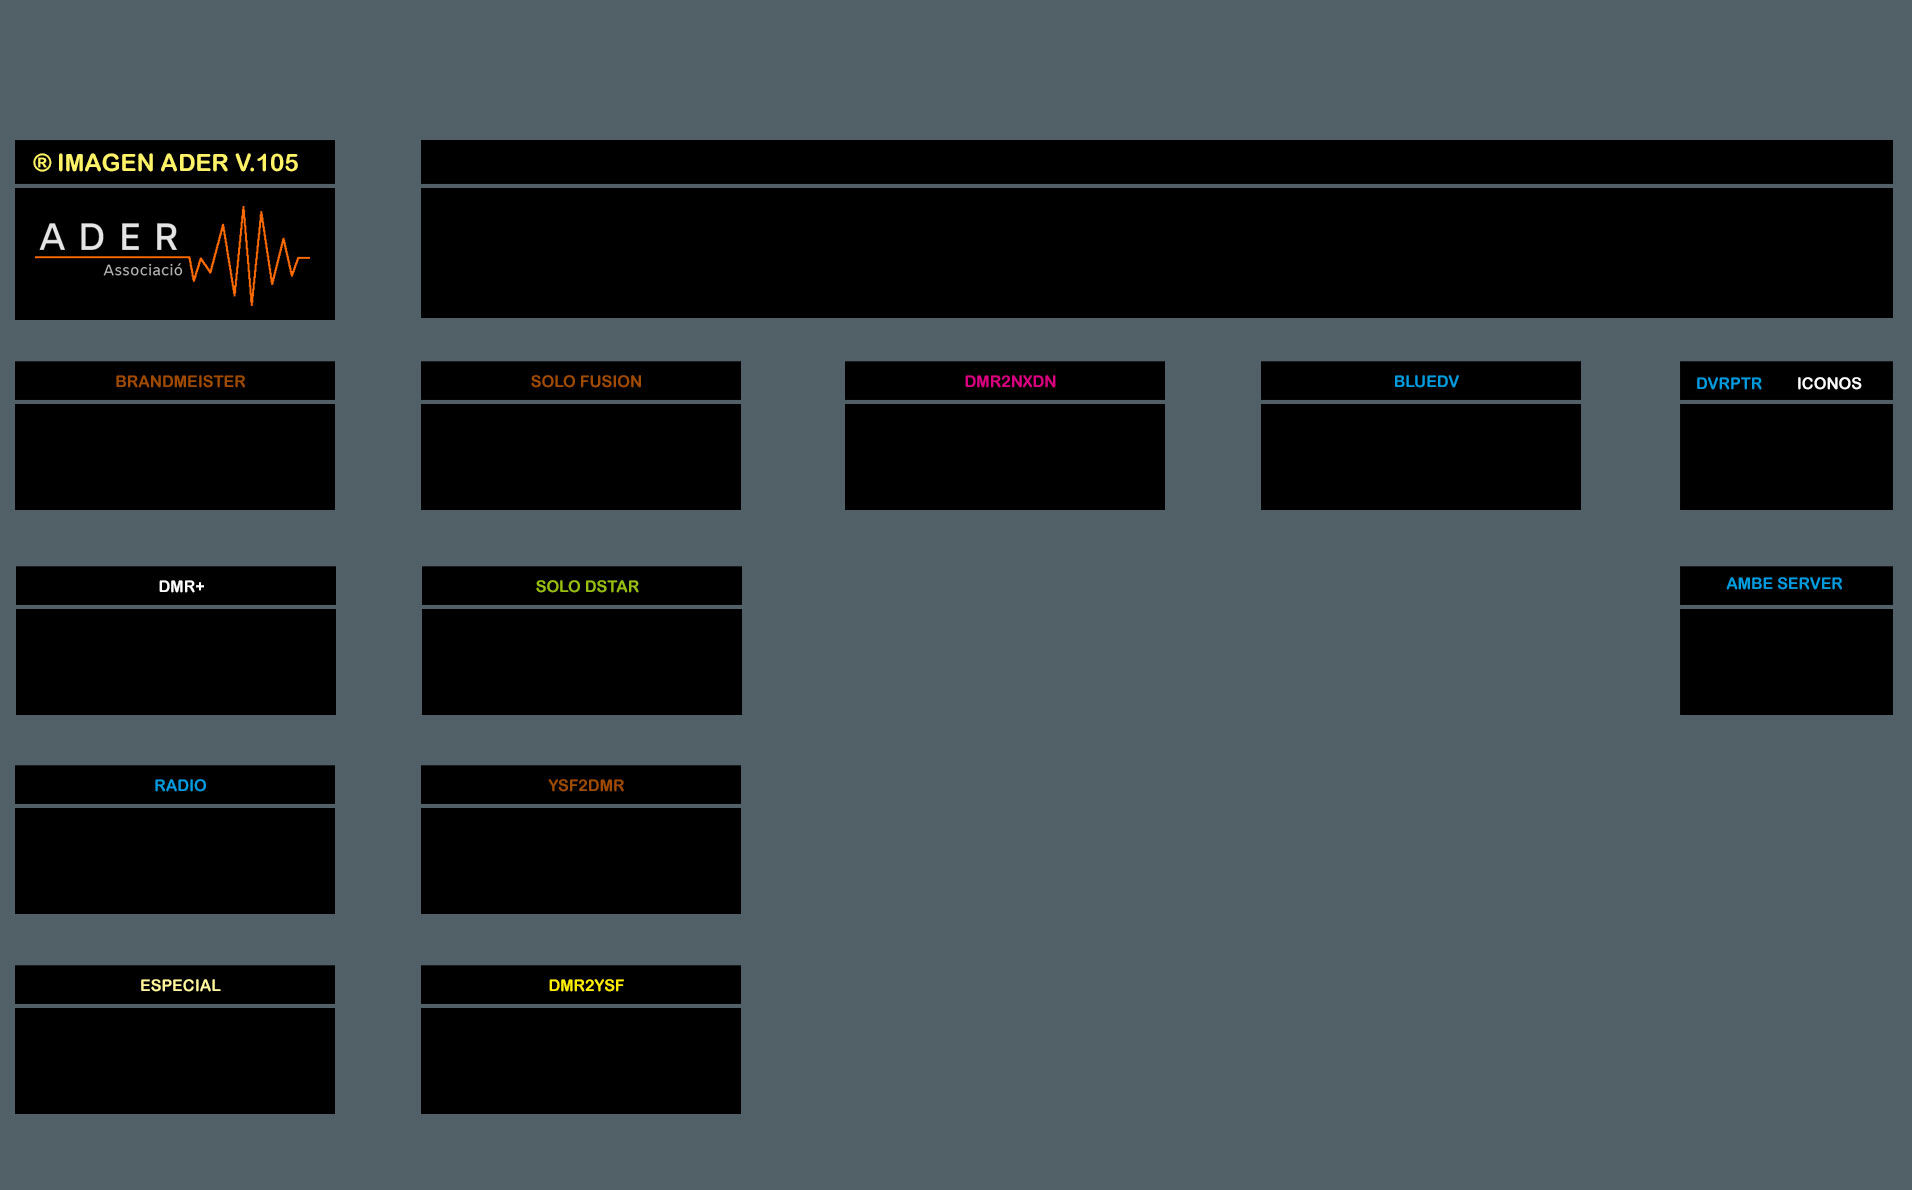 ® IMAGEN ADER V.105
ADER
Associació
BRANDMEISTER
SOLO FUSION
DMR2NXDN
BLUEDV
DVRPTR ICONOS
DMR+
SOLO DSTAR
AMBE SERVER
RADIO
YSF2DMR
ESPECIAL
DMR2YSF